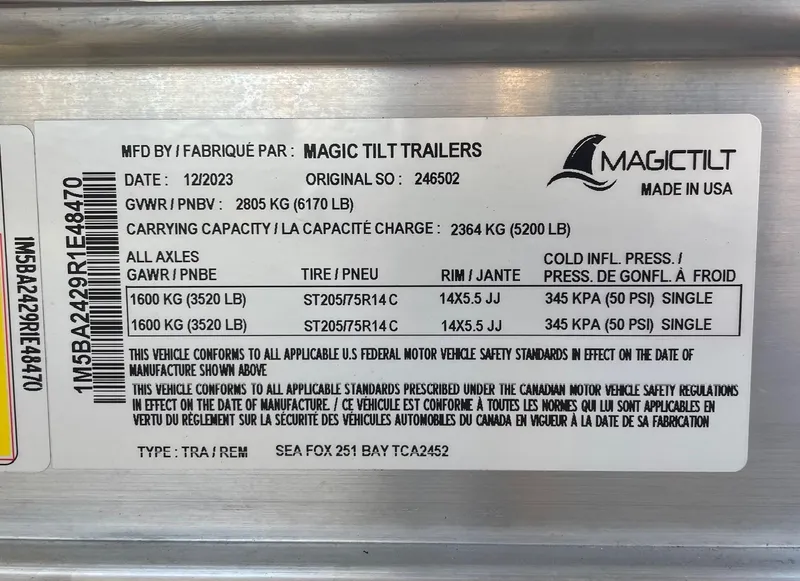 MFD BY / FABRIQUÉ PAR : MAGIC TILT TRAILERS
MAGICTILT
MADE IN USA
DATE : 12/2023 ORIGINAL SO : 246502
GVWR / PNBV : 2805 KG (6170 LB)
CARRYING CAPACITY / LA CAPACITÉ CHARGE : 2364 KG (5200 LB)
ALL AXLES
GAWR / PNBE TIRE / PNEU RIM / JANTE COLD INFL. PRESS. /
PRESS. DE GONFL. À FROID
1600 KG (3520 LB) ST205/75R14 C 14X5.5 JJ 345 KPA (50 PSI) SINGLE
1600 KG (3520 LB) ST205/75R14 C 14X5.5 JJ 345 KPA (50 PSI) SINGLE
THIS VEHICLE CONFORMS TO ALL APPLICABLE U.S FEDERAL MOTOR VEHICLE SAFETY STANDARDS IN EFFECT ON THE DATE OF
MANUFACTURE SHOWN ABOVE
THIS VEHICLE CONFORMS TO ALL APPLICABLE STANDARDS PRESCRIBED UNDER THE CANADIAN MOTOR VEHICLE SAFETY REGULATIONS
IN EFFECT ON THE DATE OF MANUFACTURE. / CE VÉHICULE EST CONFORME À TOUTES LES NORMES QUI LUI SONT APPLICABLES EN
VERTU DU RÈGLEMENT SUR LA SÉCURITÉ DES VÉHICULES AUTOMOBILES DU CANADA EN VIGUEUR À LA DATE DE SA FABRICATION
TYPE : TRA / REM SEA FOX 251 BAY TCA2452
1M5BA2429R1E48470
1M5BA2429R1E48470